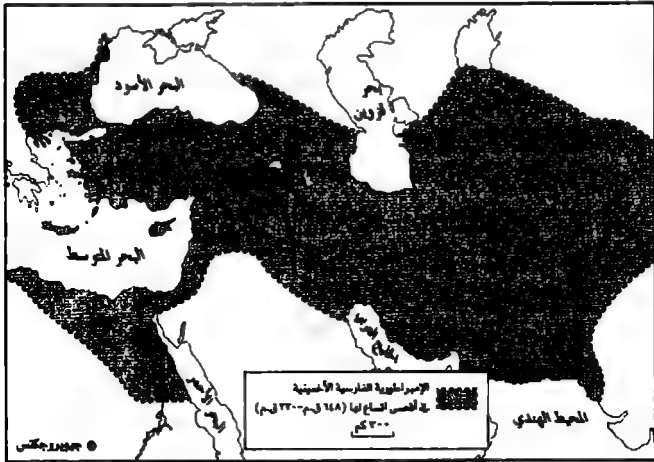 البحر الأسود
بحر
قزوين
البحر المتوسط
الإمبراطورية الفارسية الأخمينية
في أقصى اتساع لها (٦٤٨ ق.م-٣٣٠ ق.م)
٣٠٠ كم
المحيط الهندي